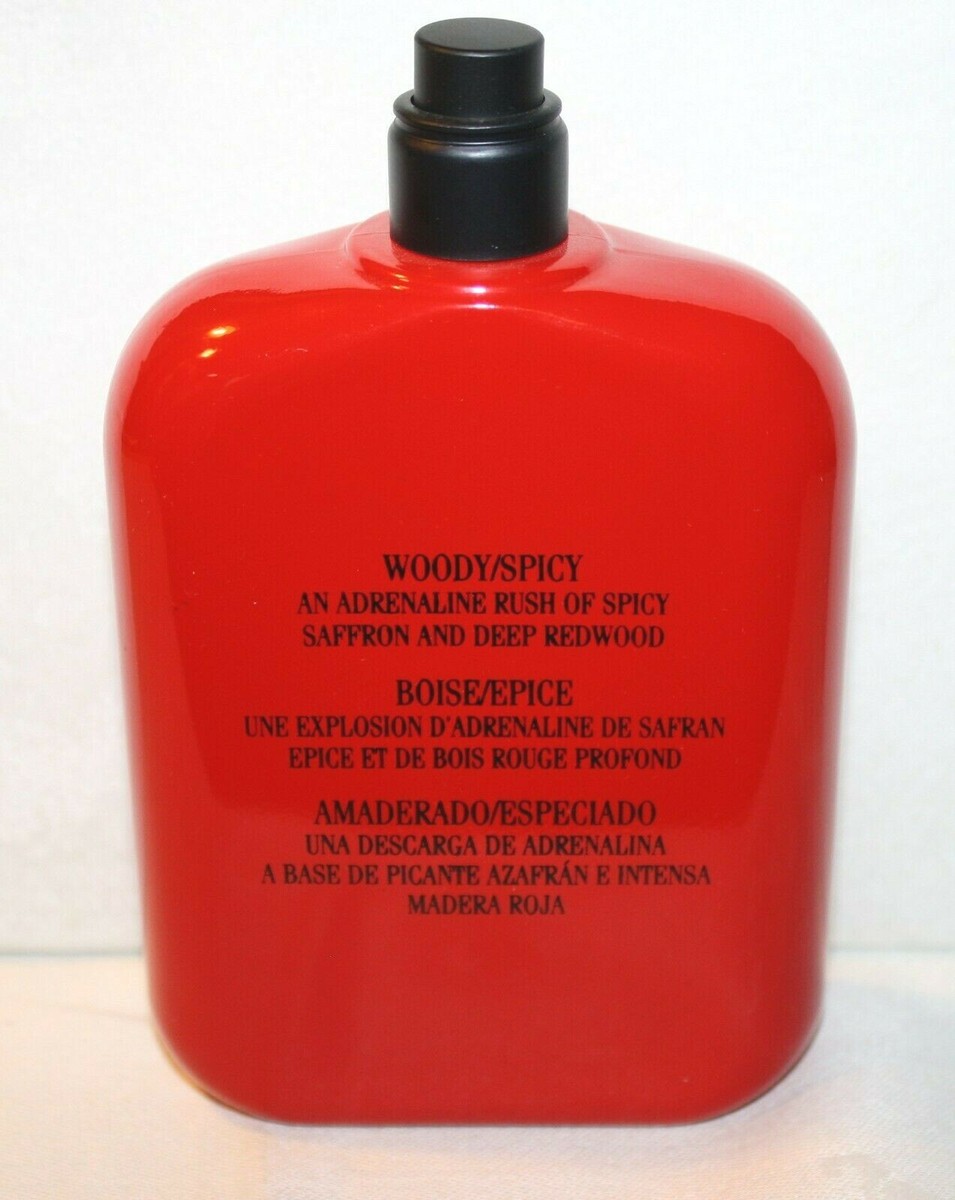 WOODY/SPICY
AN ADRENALINE RUSH OF SPICY
SAFFRON AND DEEP REDWOOD
BOISE/EPICE
UNE EXPLOSION D'ADRENALINE DE SAFRAN
EPICE ET DE BOIS ROUGE PROFOND
AMADERADO/ESPECIADO
UNA DESCARGA DE ADRENALINA
A BASE DE PICANTE AZAFRÁN E INTENSA
MADERA ROJA